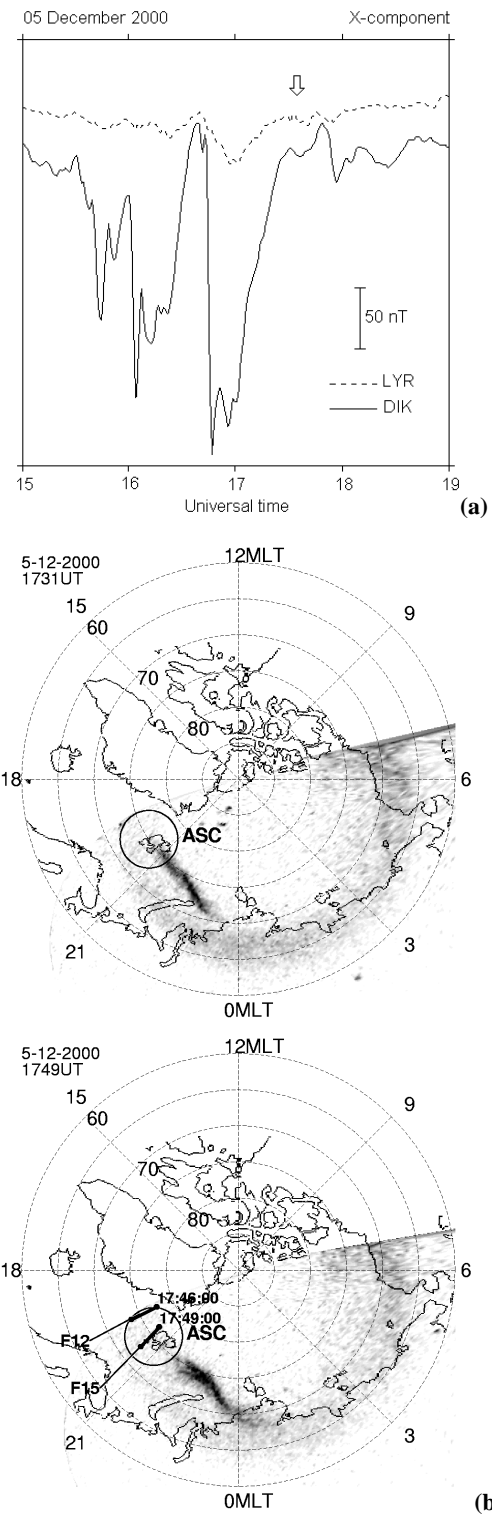 05 December 2000 X-component
50 nT
LYR
DIK
15 16 17 18 19
Universal time
(a)
5-12-2000
1731UT
12MLT
15
9
60
70
80
18
6
ASC
21
3
0MLT
5-12-2000
1749UT
12MLT
15
9
60
70
80
18
6
17:46:00
17:49:00
ASC
F12
F15
21
3
0MLT
(b